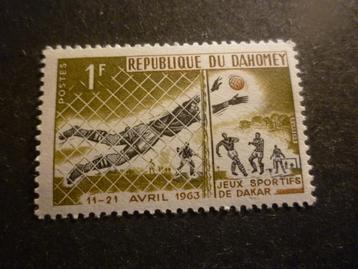 REPUBLIQUE DU DAHOMEY
1F
POSTES
11-21 AVRIL 1963
JEUX SPORTIFS
DE DAKAR